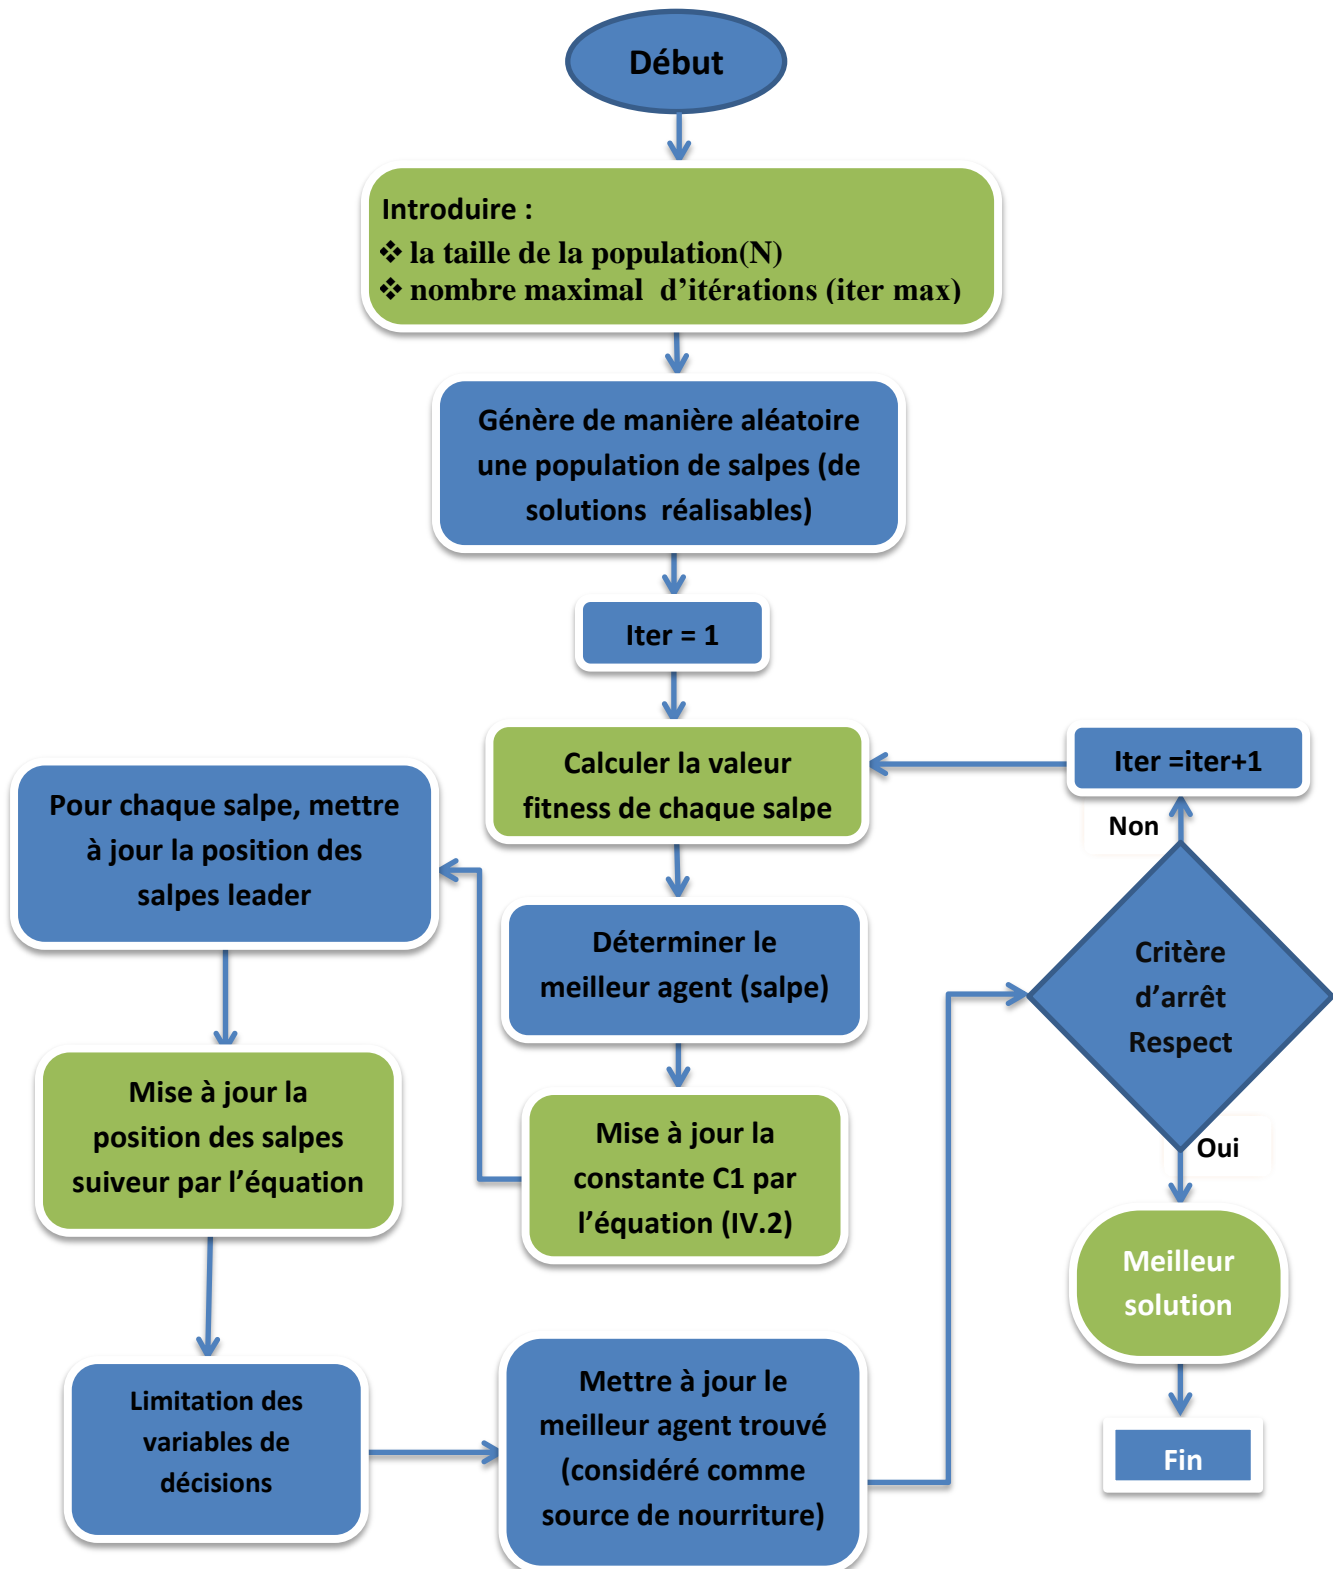 Début
Introduire :
❖ la taille de la population(N)
❖ nombre maximal d'itérations (iter max)
Génère de manière aléatoire
une population de salpes (de
solutions réalisables)
Iter = 1
Calculer la valeur
fitness de chaque salpe
Déterminer le
meilleur agent (salpe)
Mise à jour la
constante C1 par
l'équation (IV.2)
Pour chaque salpe, mettre
à jour la position des
salpes leader
Mise à jour la
position des salpes
suiveur par l'équation
Limitation des
variables de
décisions
Mettre à jour le
meilleur agent trouvé
(considéré comme
source de nourriture)
Critère
d'arrêt
Respect
Non
Iter =iter+1
Oui
Meilleur
solution
Fin